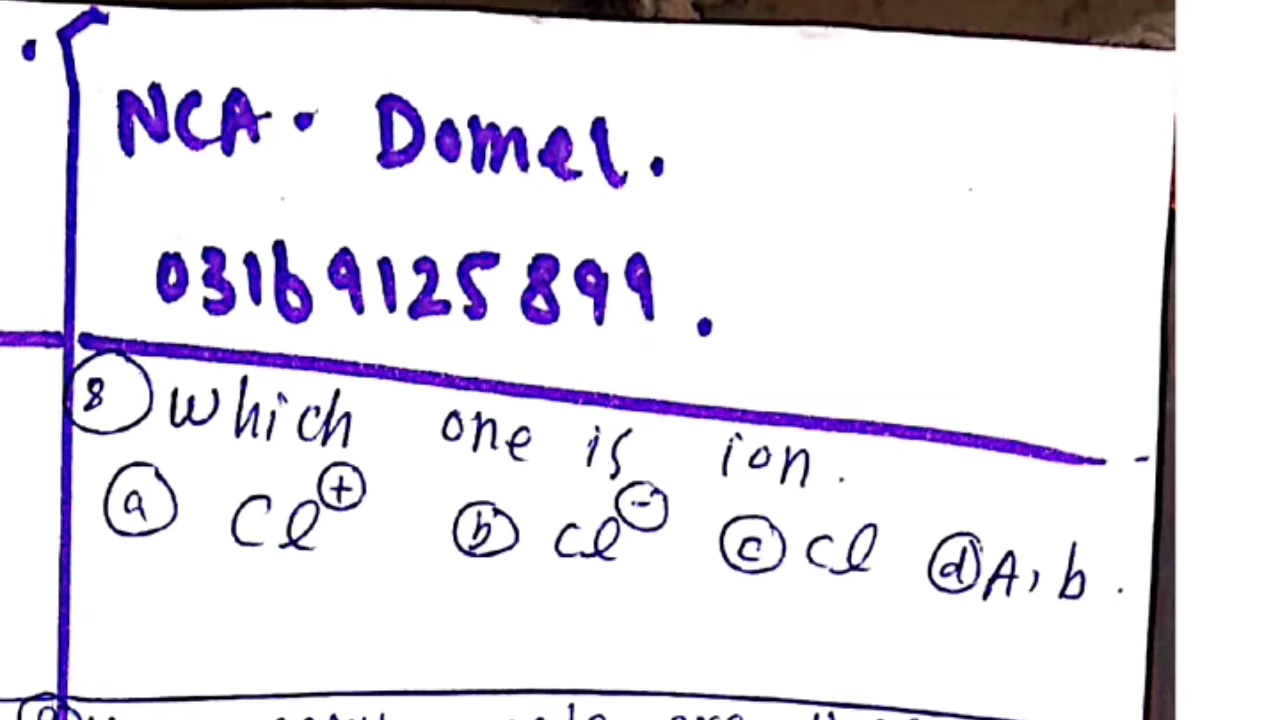 NCA. Domel.
03169125899.
8 Which one is ion.
a Cl⊕ b Cl⊖ c Cl d A, b.